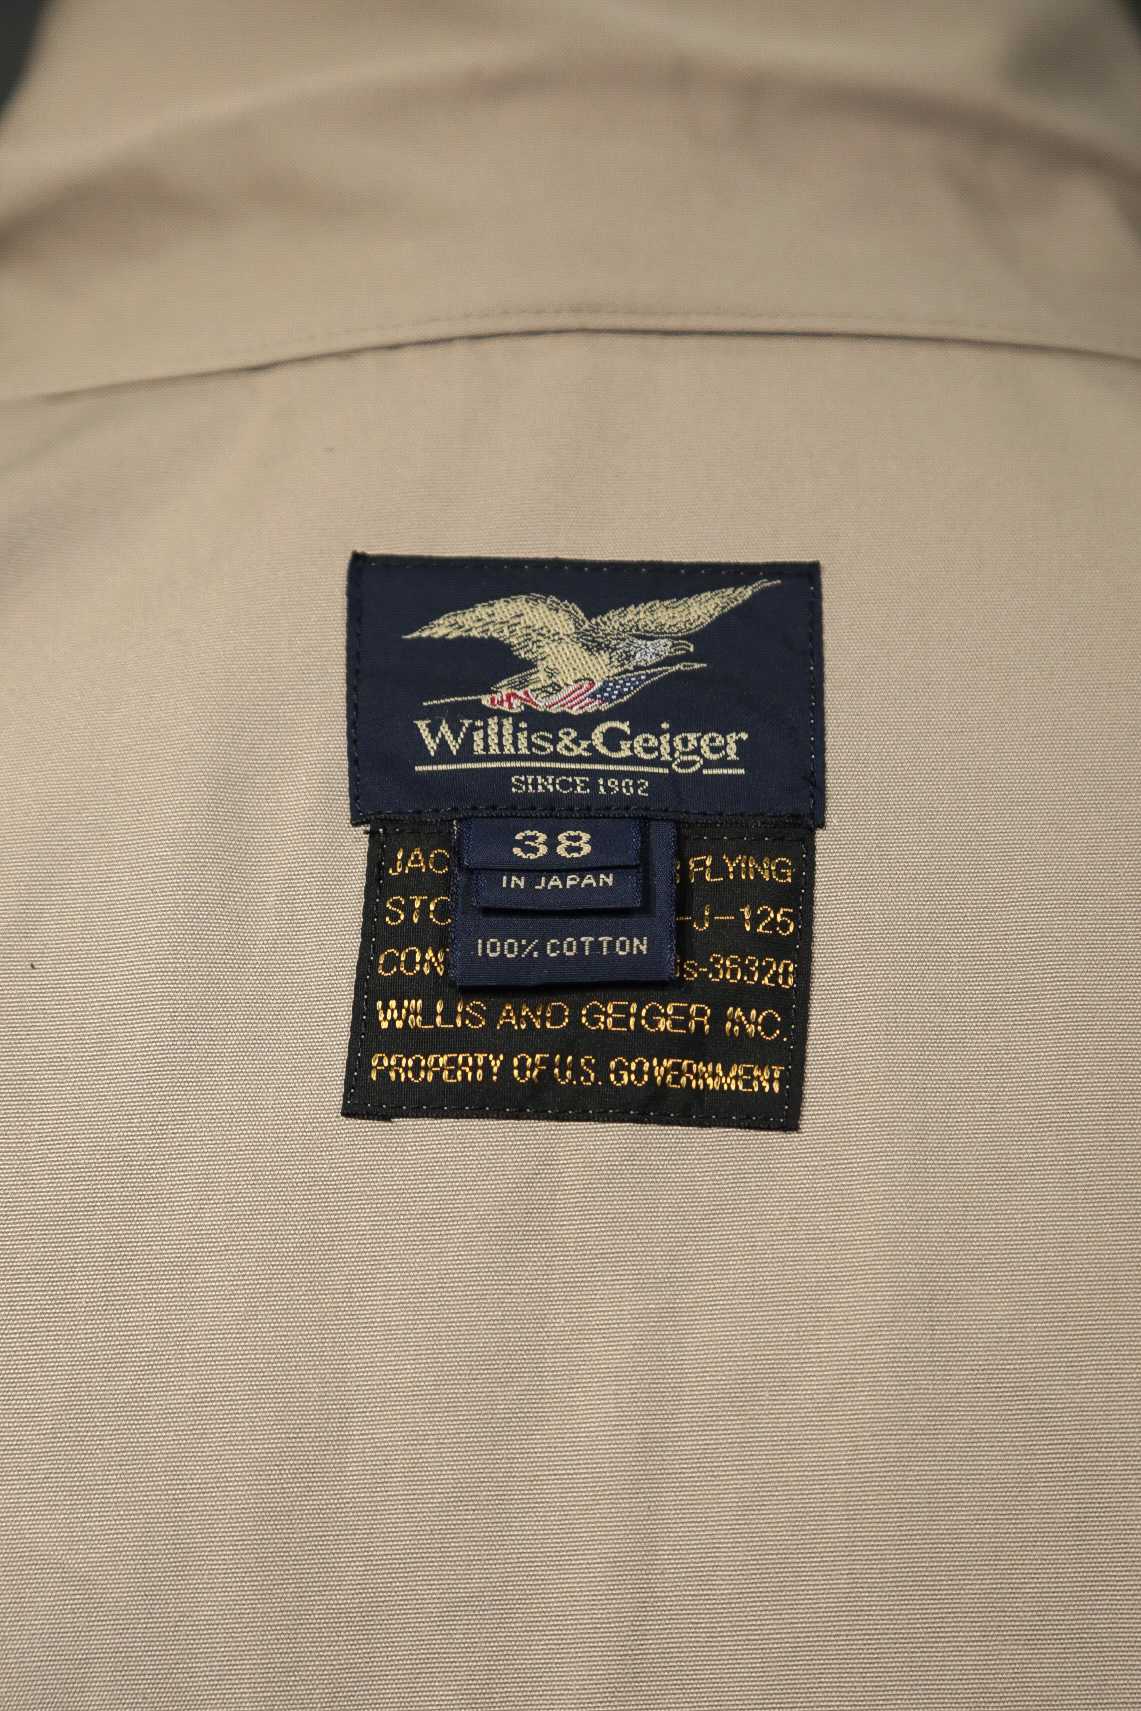 Willis&Geiger
SINCE 1902
38
IN JAPAN
100% COTTON
JAC FLYING
STC -J-125
CON s-36320
WILLIS AND GEIGER INC.
PROPERTY OF U.S. GOVERNMENT